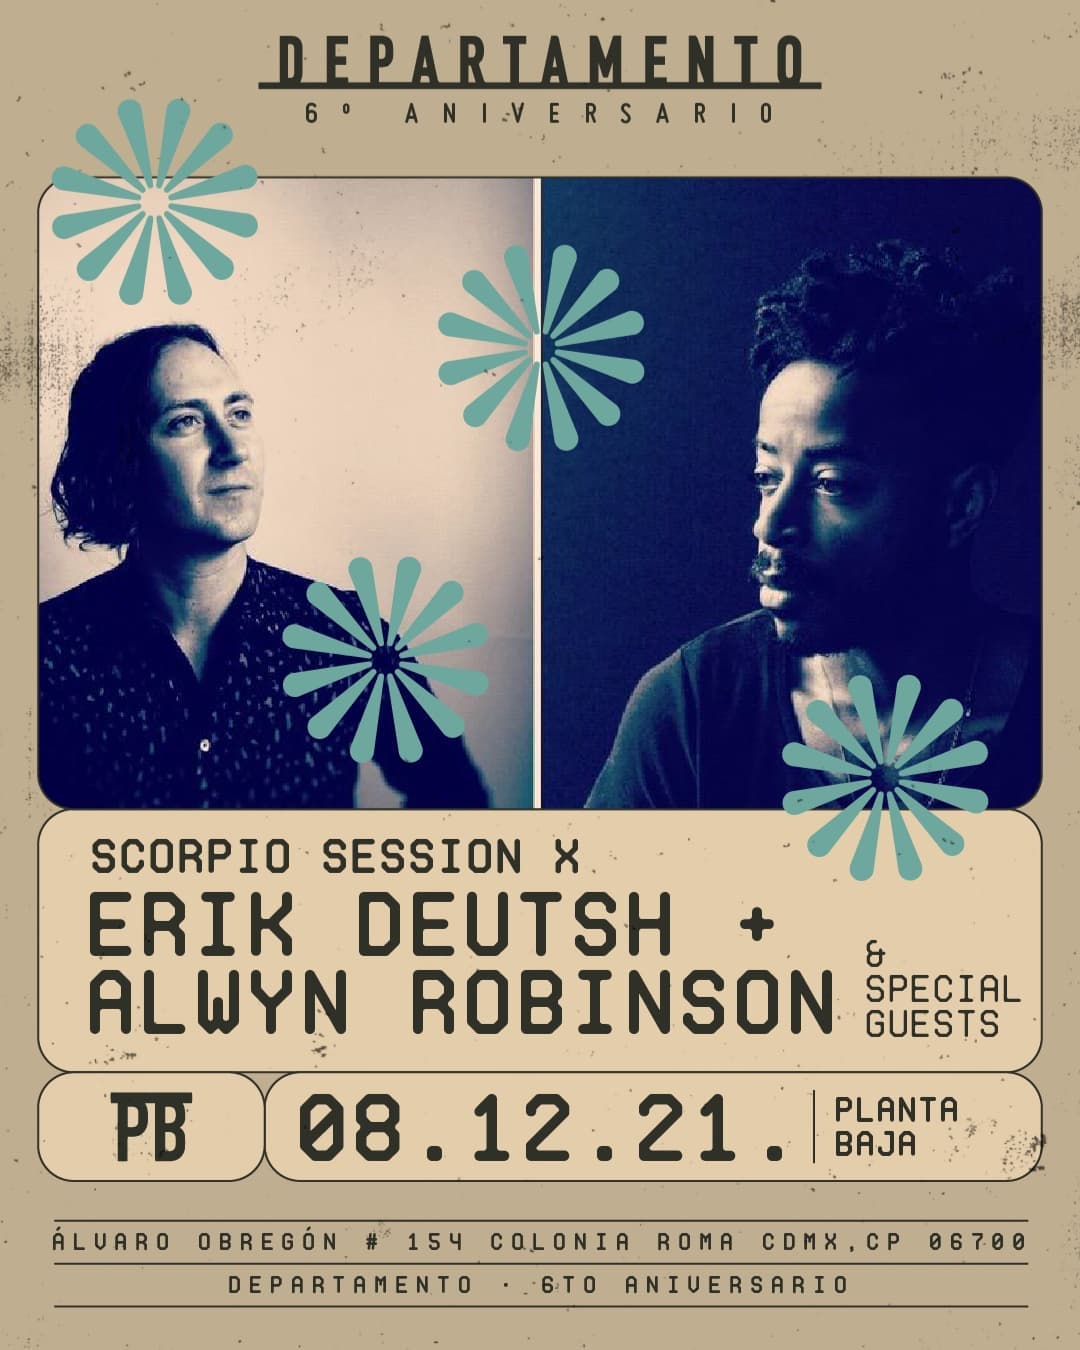 DEPARTAMENTO
6º ANIVERSARIO
SCORPIO SESSION X
ERIK DEUTSH +
ALWYN ROBINSON
&
SPECIAL
GUESTS
PB
08.12.21.
PLANTA
BAJA
ÁLVARO OBREGÓN # 154 COLONIA ROMA CDMX,CP 06700
DEPARTAMENTO · 6TO ANIVERSARIO